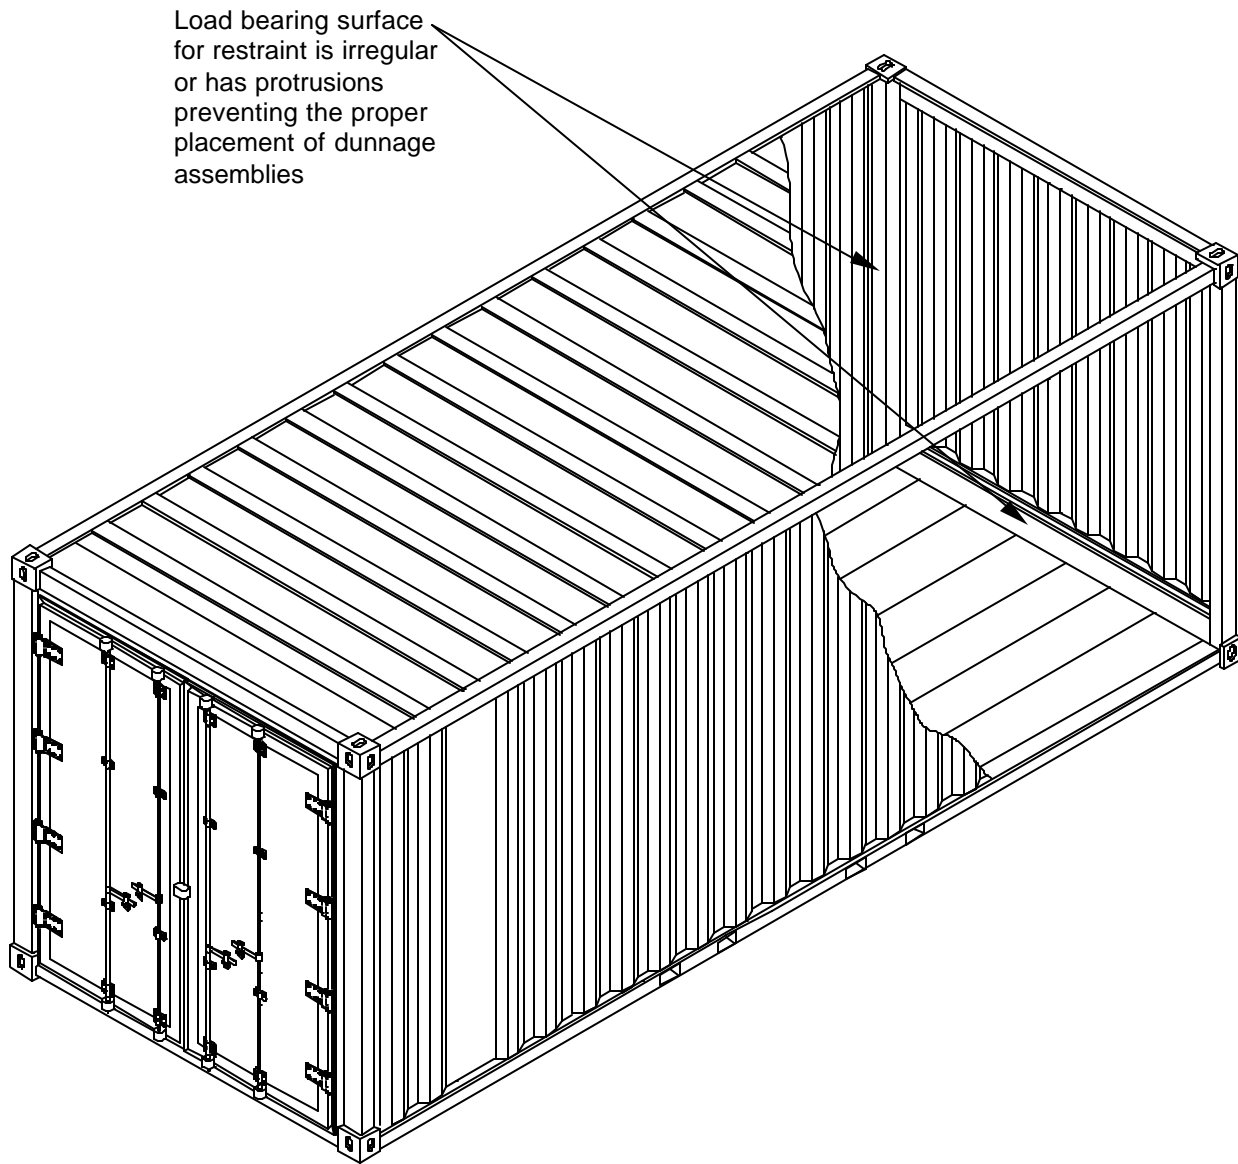 Load bearing surface
for restraint is irregular
or has protrusions
preventing the proper
placement of dunnage
assemblies